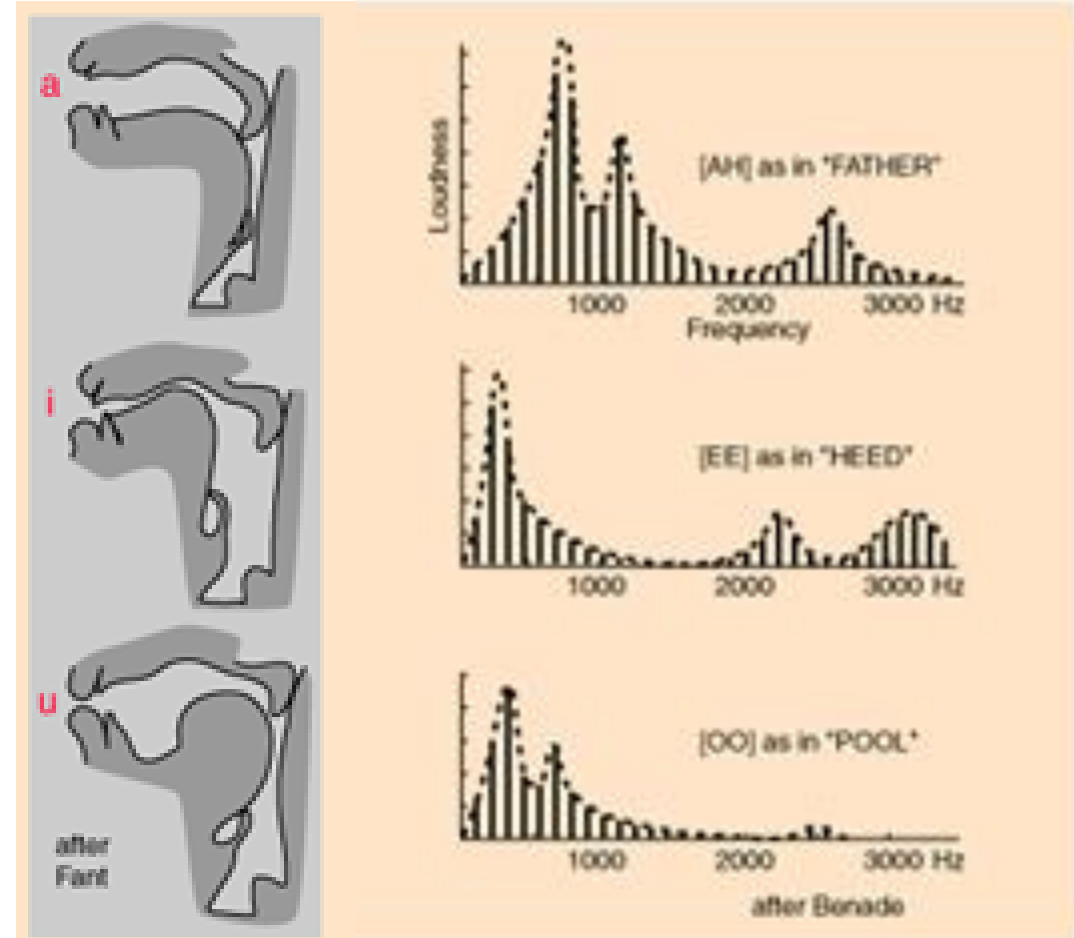 a
Loudness
[AH] as in "FATHER"
1000 2000 3000 Hz
Frequency
i
[EE] as in "HEED"
1000 2000 3000 Hz
u
[OO] as in "POOL"
after
Fant
1000 2000 3000 Hz
after Benade